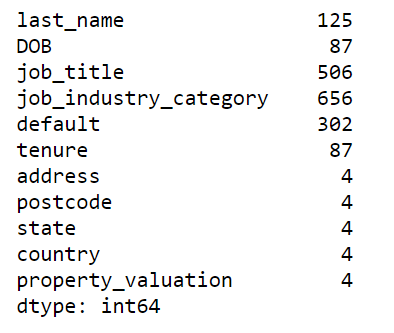 last_name 125
DOB 87
job_title 506
job_industry_category 656
default 302
tenure 87
address 4
postcode 4
state 4
country 4
property_valuation 4
dtype: int64